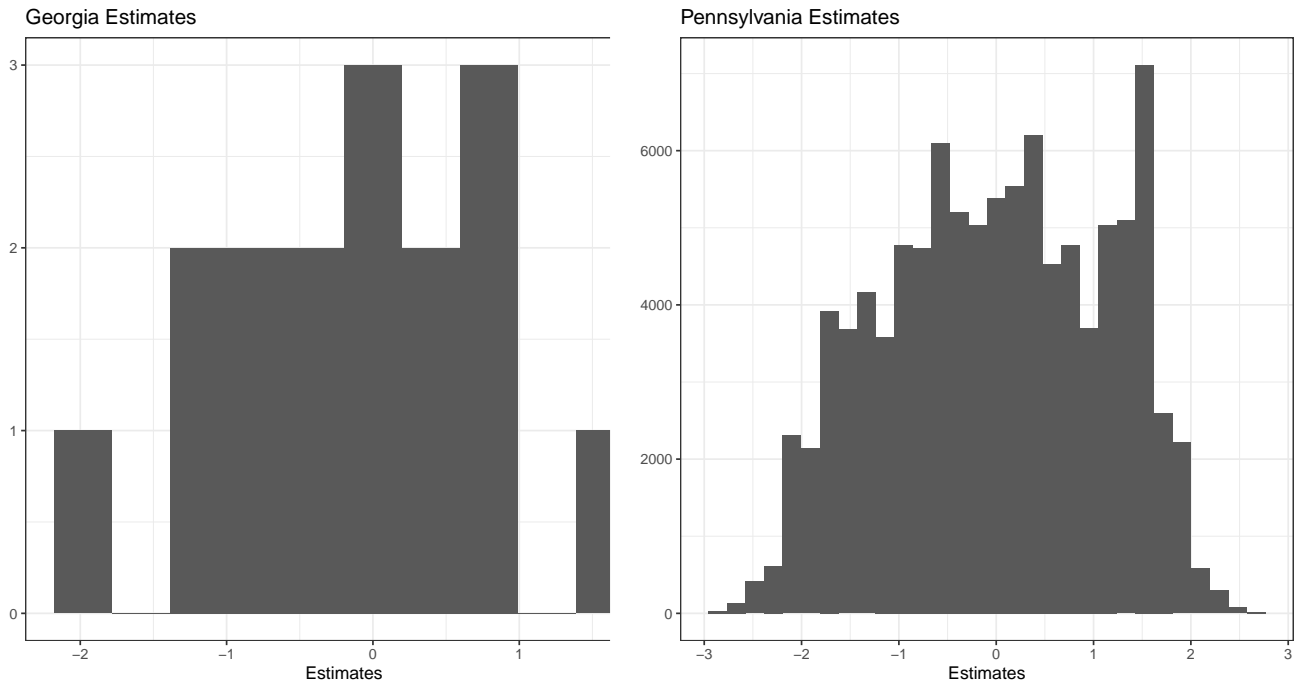 Georgia Estimates
3
2
1
0
−2 −1 0 1
Estimates
Pennsylvania Estimates
6000
4000
2000
0
−3 −2 −1 0 1 2 3
Estimates